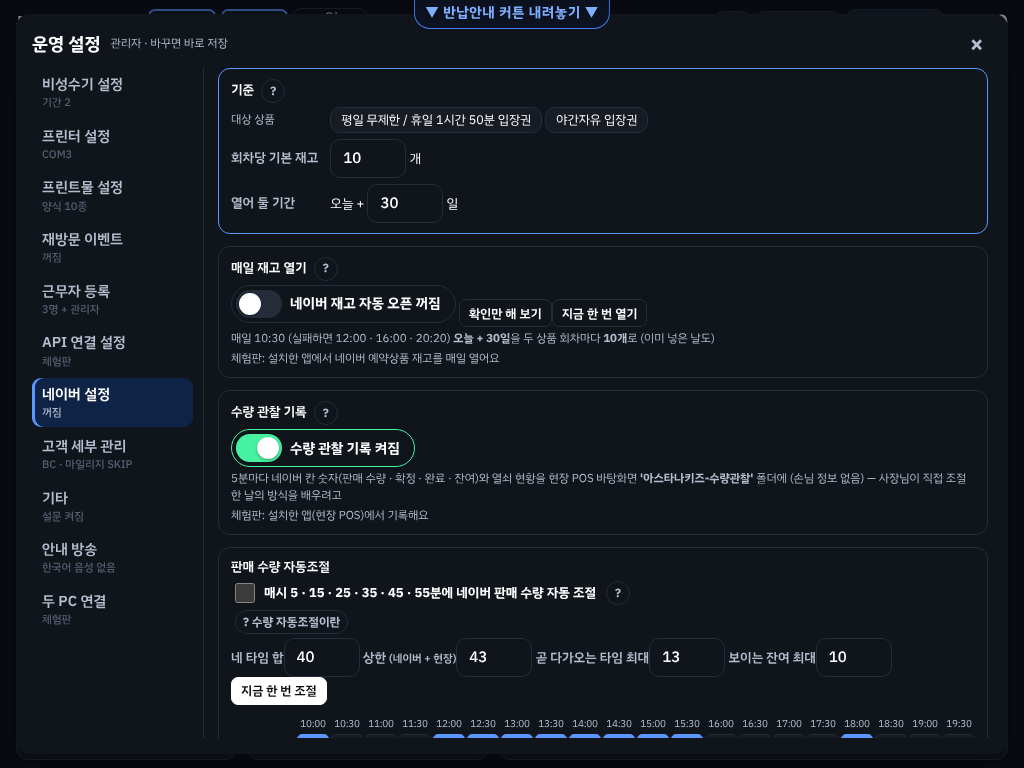 ▼ 반납안내 커튼 내려놓기 ▼
운영 설정 관리자 · 바꾸면 바로 저장
×
비성수기 설정
기간 2
프린터 설정
COM3
프린트물 설정
양식 10종
재방문 이벤트
꺼짐
근무자 등록
3명 + 관리자
API 연결 설정
체험판
네이버 설정
꺼짐
고객 세부 관리
BC · 마일리지 SKIP
기타
설문 켜짐
안내 방송
한국어 음성 없음
두 PC 연결
체험판
기준 ?
대상 상품 평일 무제한 / 휴일 1시간 50분 입장권 야간자유 입장권
회차당 기본 재고 10 개
열어 둘 기간 오늘 + 30 일
매일 재고 열기 ?
네이버 재고 자동 오픈 꺼짐 확인만 해 보기 지금 한 번 열기
매일 10:30 (실패하면 12:00 · 16:00 · 20:20) 오늘 + 30일을 두 상품 회차마다 10개로 (이미 넣은 날도)
체험판: 설치한 앱에서 네이버 예약상품 재고를 매일 열어요
수량 관찰 기록 ?
수량 관찰 기록 켜짐
5분마다 네이버 칸 숫자(판매 수량 · 확정 · 완료 · 잔여)와 열쇠 현황을 현장 POS 바탕화면 '아스타나키즈-수량관찰' 폴더에 (손님 정보 없음) — 사장님이 직접 조절
한 날의 방식을 배우려고
체험판: 설치한 앱(현장 POS)에서 기록해요
판매 수량 자동조절
매시 5 · 15 · 25 · 35 · 45 · 55분에 네이버 판매 수량 자동 조절 ?
? 수량 자동조절이란
네 타임 합 40 상한 (네이버 + 현장) 43 곧 다가오는 타임 최대 13 보이는 잔여 최대 10
지금 한 번 조절
10:00 10:30 11:00 11:30 12:00 12:30 13:00 13:30 14:00 14:30 15:00 15:30 16:00 16:30 17:00 17:30 18:00 18:30 19:00 19:30